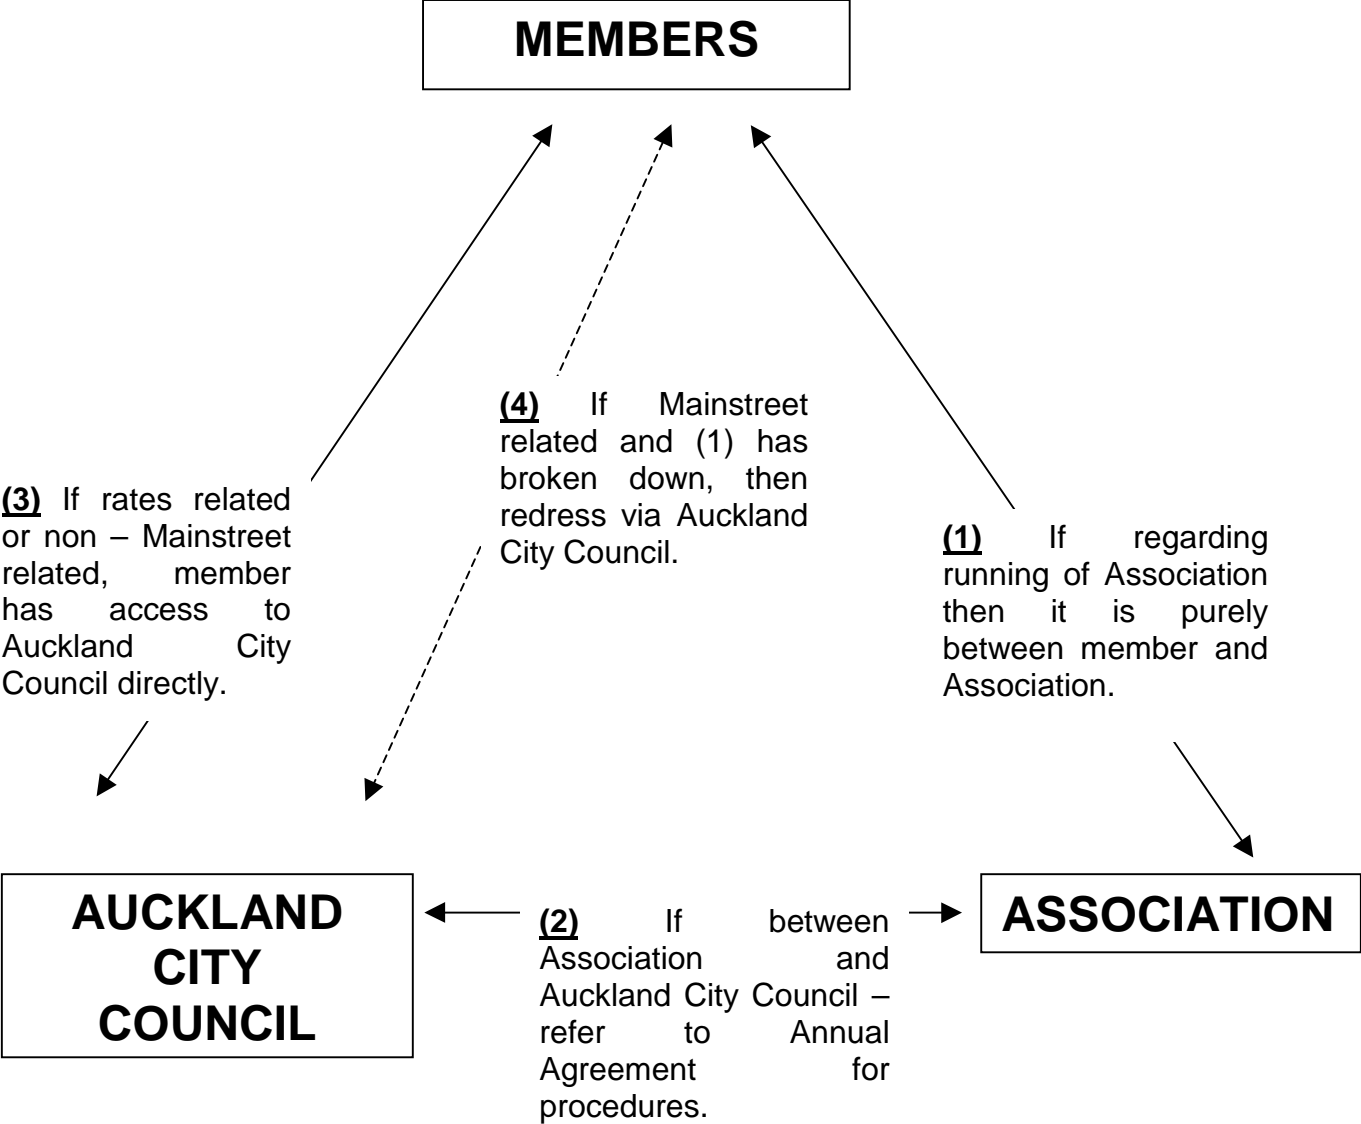 MEMBERS
(4) If Mainstreet
related and (1) has
broken down, then
redress via Auckland
City Council.
(3) If rates related
or non – Mainstreet
related, member
has access to
Auckland City
Council directly.
(1) If regarding
running of Association
then it is purely
between member and
Association.
AUCKLAND
CITY
COUNCIL
(2) If between
Association and
Auckland City Council –
refer to Annual
Agreement for
procedures.
ASSOCIATION